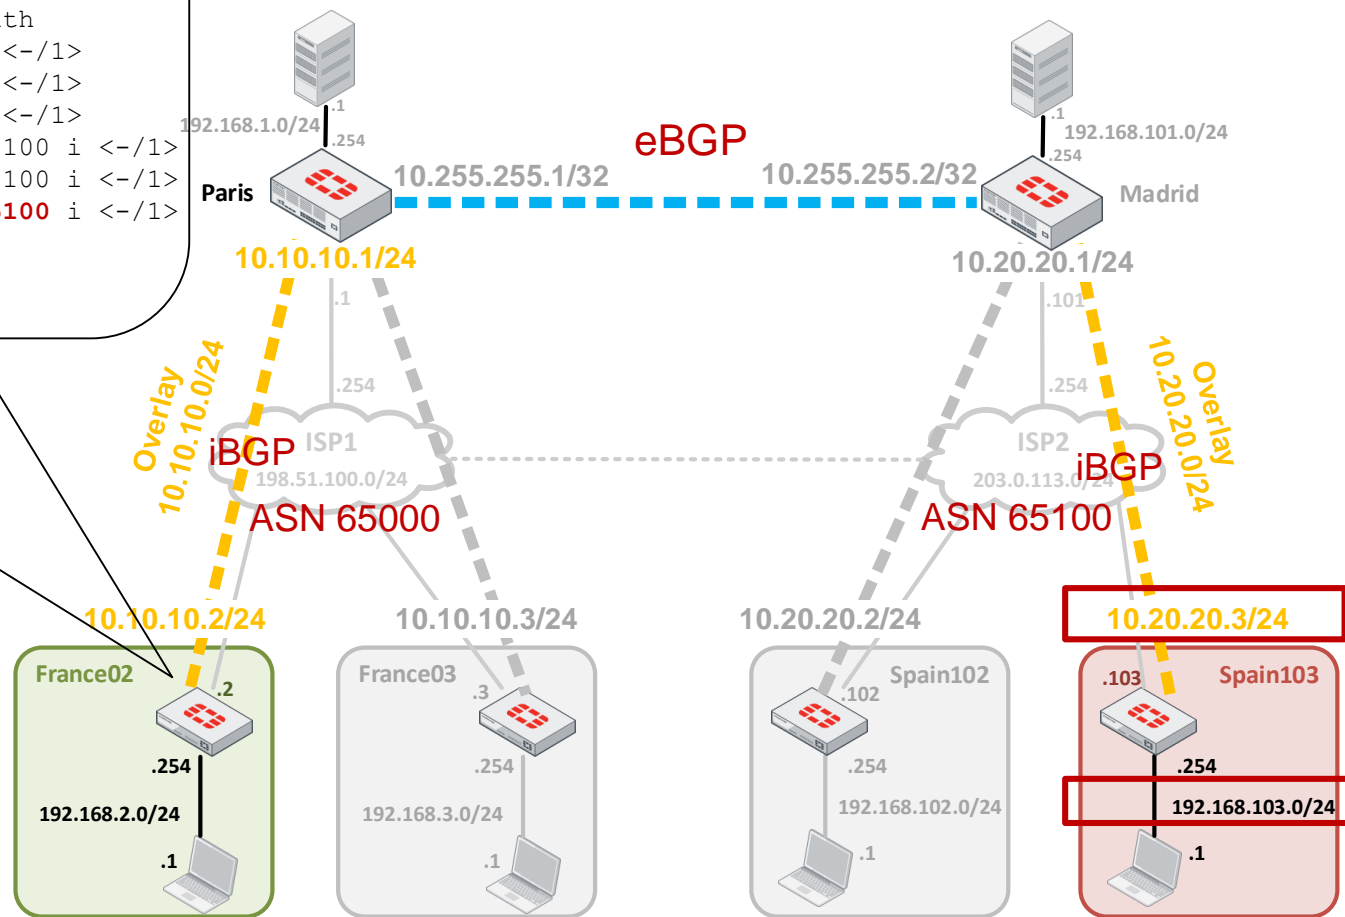 th
<-/1>
<-/1>
<-/1>
100 i <-/1>
100 i <-/1>
100 i <-/1>
.1
192.168.1.0/24
.254
Paris
10.255.255.1/32
eBGP
10.255.255.2/32
.1
192.168.101.0/24
.254
Madrid
10.10.10.1/24
10.20.20.1/24
.1
.101
.254
.254
Overlay
10.10.10.0/24
Overlay
10.20.20.0/24
iBGP
ISP1
198.51.100.0/24
ASN 65000
ISP2
iBGP
203.0.113.0/24
ASN 65100
10.10.10.2/24
10.10.10.3/24
10.20.20.2/24
10.20.20.3/24
France02
.2
France03
.3
Spain102
.102
Spain103
.103
.254
192.168.2.0/24
.1
.254
192.168.3.0/24
.1
.254
192.168.102.0/24
.1
.254
192.168.103.0/24
.1